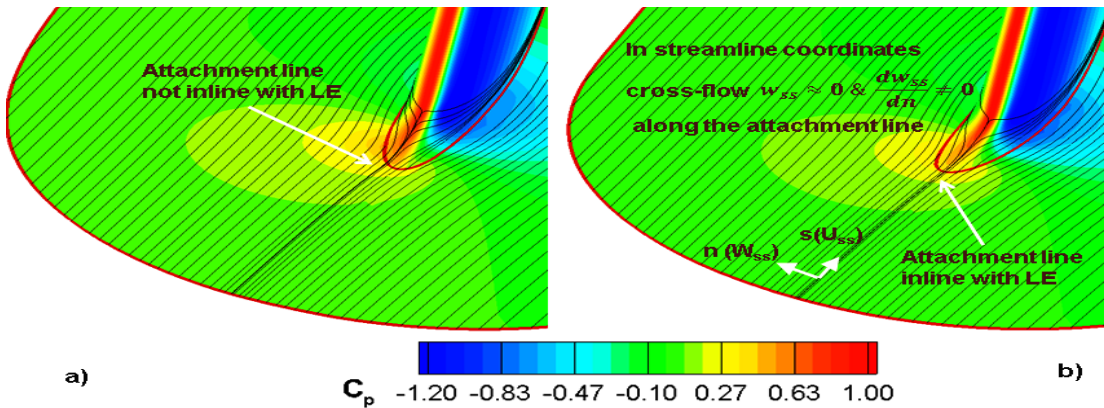 Attachment line
not inline with LE
In streamline coordinates
cross-flow w_ss ≈ 0 & dw_ss/dn ≠ 0
along the attachment line
n (W_ss)
s(U_ss)
Attachment line
inline with LE
a)
b)
C_p -1.20 -0.83 -0.47 -0.10 0.27 0.63 1.00